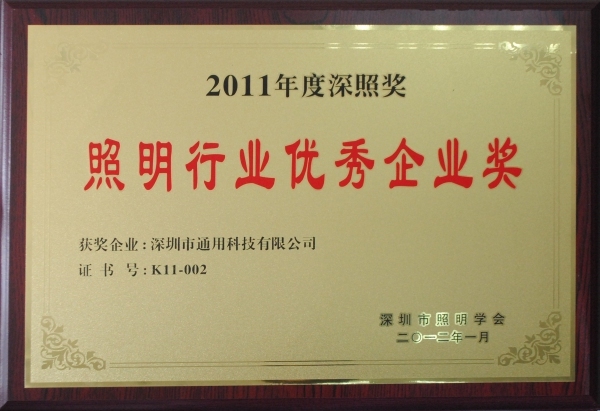 2011年度深照奖
照明行业优秀企业奖
获奖企业:深圳市通用科技有限公司
证 书 号:K11-002
深圳市照明学会
二〇一二年一月